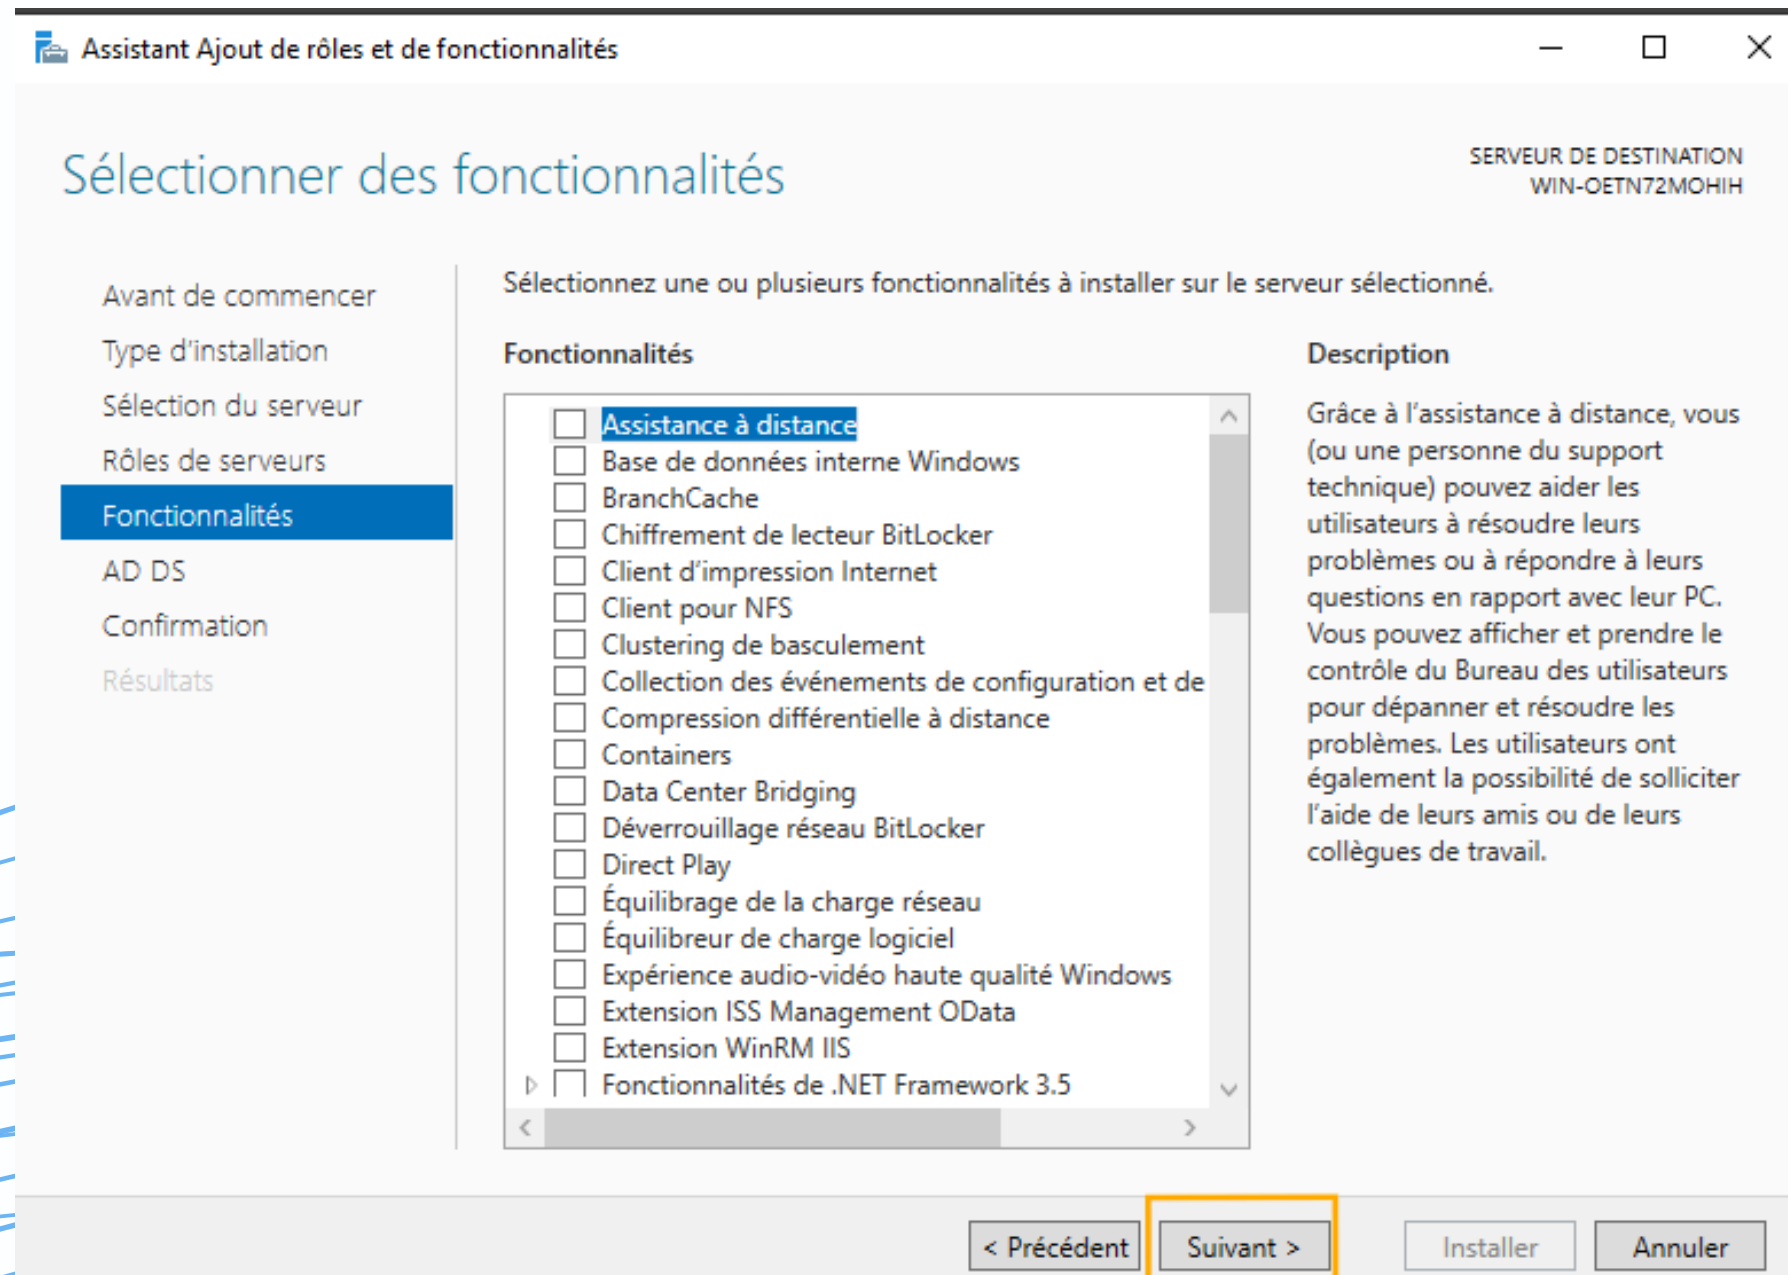 Assistant Ajout de rôles et de fonctionnalités
Sélectionner des fonctionnalités
SERVEUR DE DESTINATION
WIN-OETN72MOHIH
Avant de commencer
Type d'installation
Sélection du serveur
Rôles de serveurs
Fonctionnalités
AD DS
Confirmation
Résultats
Sélectionnez une ou plusieurs fonctionnalités à installer sur le serveur sélectionné.
Fonctionnalités
Assistance à distance
Base de données interne Windows
BranchCache
Chiffrement de lecteur BitLocker
Client d'impression Internet
Client pour NFS
Clustering de basculement
Collection des événements de configuration et de
Compression différentielle à distance
Containers
Data Center Bridging
Déverrouillage réseau BitLocker
Direct Play
Équilibrage de la charge réseau
Équilibreur de charge logiciel
Expérience audio-vidéo haute qualité Windows
Extension ISS Management OData
Extension WinRM IIS
Fonctionnalités de .NET Framework 3.5
Description
Grâce à l'assistance à distance, vous
(ou une personne du support
technique) pouvez aider les
utilisateurs à résoudre leurs
problèmes ou à répondre à leurs
questions en rapport avec leur PC.
Vous pouvez afficher et prendre le
contrôle du Bureau des utilisateurs
pour dépanner et résoudre les
problèmes. Les utilisateurs ont
également la possibilité de solliciter
l'aide de leurs amis ou de leurs
collègues de travail.
< Précédent
Suivant >
Installer
Annuler